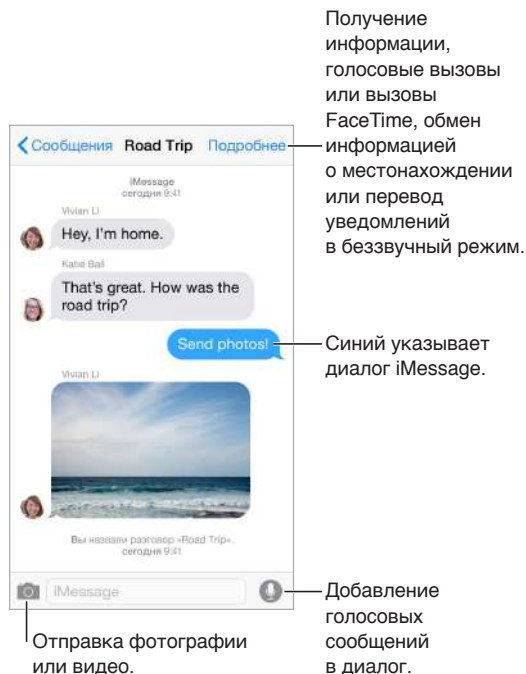 Получение
информации,
голосовые вызовы
или вызовы
FaceTime, обмен
информацией
о местонахождении
или перевод
уведомлений
в беззвучный режим.
Сообщения Road Trip Подробнее
iMessage
сегодня 9:41
Vivian Li
Hey, I'm home.
Katie Ball
That's great. How was the
road trip?
Send photos!
Синий указывает
диалог iMessage.
Vivian Li
Вы назвали разговор «Road Trip».
сегодня 9:41
iMessage
Добавление
голосовых
сообщений
в диалог.
Отправка фотографии
или видео.